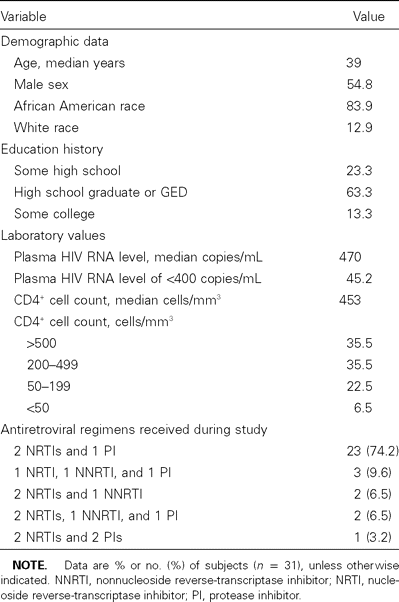 Variable Value
Demographic data
Age, median years 39
Male sex 54.8
African American race 83.9
White race 12.9
Education history
Some high school 23.3
High school graduate or GED 63.3
Some college 13.3
Laboratory values
Plasma HIV RNA level, median copies/mL 470
Plasma HIV RNA level of <400 copies/mL 45.2
CD4⁺ cell count, median cells/mm³ 453
CD4⁺ cell count, cells/mm³
>500 35.5
200–499 35.5
50–199 22.5
<50 6.5
Antiretroviral regimens received during study
2 NRTIs and 1 PI 23 (74.2)
1 NRTI, 1 NNRTI, and 1 PI 3 (9.6)
2 NRTIs and 1 NNRTI 2 (6.5)
2 NRTIs, 1 NNRTI, and 1 PI 2 (6.5)
2 NRTIs and 2 PIs 1 (3.2)
NOTE. Data are % or no. (%) of subjects (n = 31), unless otherwise
indicated. NNRTI, nonnucleoside reverse-transcriptase inhibitor; NRTI, nucle-
oside reverse-transcriptase inhibitor; PI, protease inhibitor.